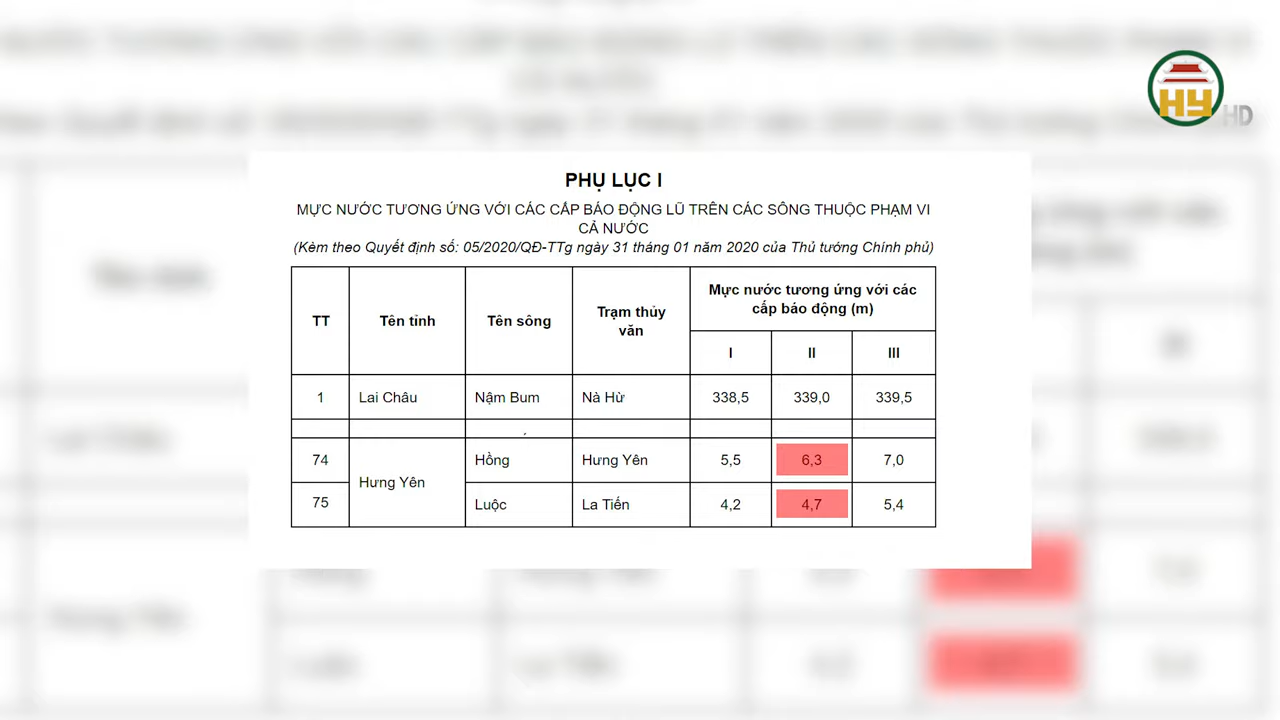 HY
HD
PHỤ LỤC I
MỰC NƯỚC TƯƠNG ỨNG VỚI CÁC CẤP BÁO ĐỘNG LŨ TRÊN CÁC SÔNG THUỘC PHẠM VI
CẢ NƯỚC
(Kèm theo Quyết định số: 05/2020/QĐ-TTg ngày 31 tháng 01 năm 2020 của Thủ tướng Chính phủ)
TT Tên tỉnh Tên sông Trạm thủy văn Mực nước tương ứng với các cấp báo động (m)
I II III
1 Lai Châu Nậm Bum Nà Hừ 338,5 339,0 339,5
74 Hưng Yên Hồng Hưng Yên 5,5 6,3 7,0
75 Luộc La Tiến 4,2 4,7 5,4